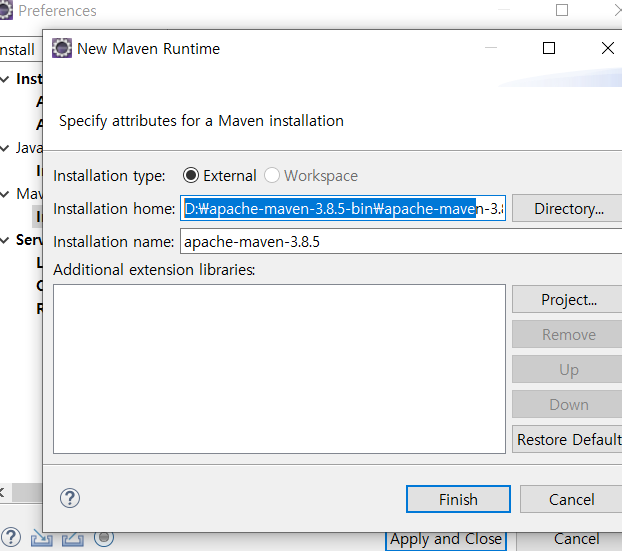 Preferences
New Maven Runtime
install
Specify attributes for a Maven installation
Installation type: External Workspace
Installation home: D:₩apache-maven-3.8.5-bin₩apache-maven-3.8 Directory...
Installation name: apache-maven-3.8.5
Additional extension libraries:
Project...
Remove
Up
Down
Restore Default
Inst
A
A
Java
I
Mav
I
Serv
L
R
Finish Cancel
Apply and Close Cancel